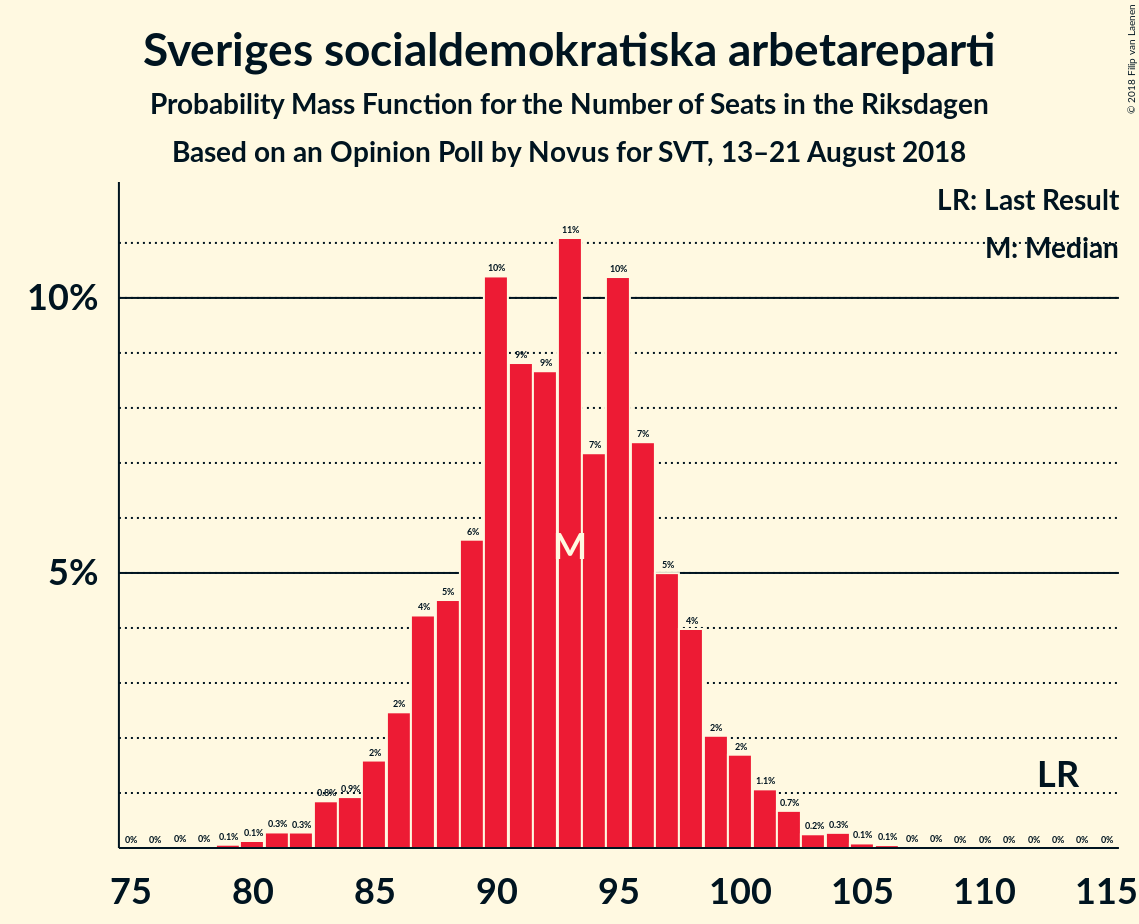 Sveriges socialdemokratiska arbetareparti
Probability Mass Function for the Number of Seats in the Riksdagen
Based on an Opinion Poll by Novus for SVT, 13–21 August 2018
© 2018 Filip van Laenen
LR: Last Result
M: Median
10%
5%
0% 0% 0% 0% 0.1% 0.1% 0.3% 0.3% 0.8% 0.9% 2% 2% 4% 5% 6% 10% 9% 9% 11% 7% 10% 7% 5% 4% 2% 2% 1.1% 0.7% 0.2% 0.3% 0.1% 0.1% 0% 0% 0% 0% 0% 0% 0% 0% 0%
M
LR
75 80 85 90 95 100 105 110 115